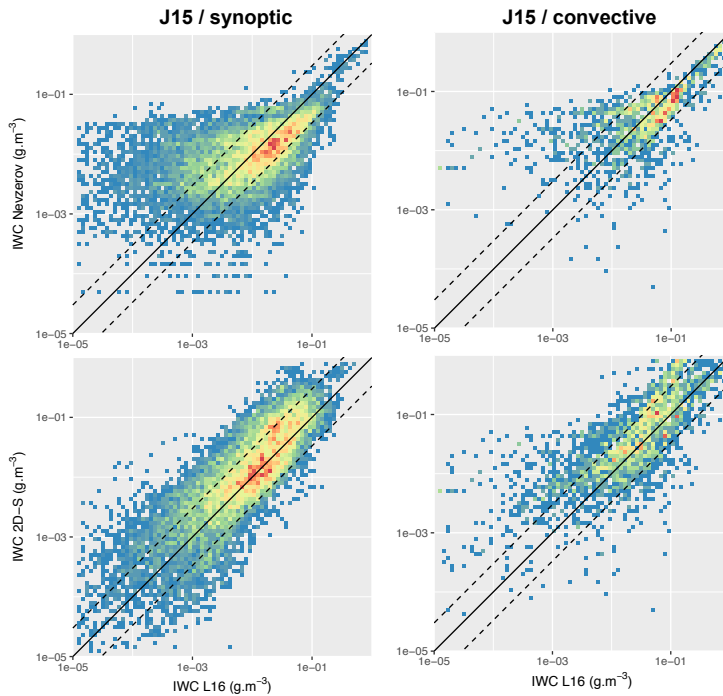 J15 / synoptic
J15 / convective
IWC Nevzerov (g.m−3)
1e−01
1e−03
1e−05
1e−05
1e−03
1e−01
1e−01
1e−03
1e−05
1e−05
1e−03
1e−01
IWC 2D−S (g.m−3)
1e−01
1e−03
1e−05
1e−05
1e−03
1e−01
IWC L16 (g.m−3)
1e−01
1e−03
1e−05
1e−05
1e−03
1e−01
IWC L16 (g.m−3)